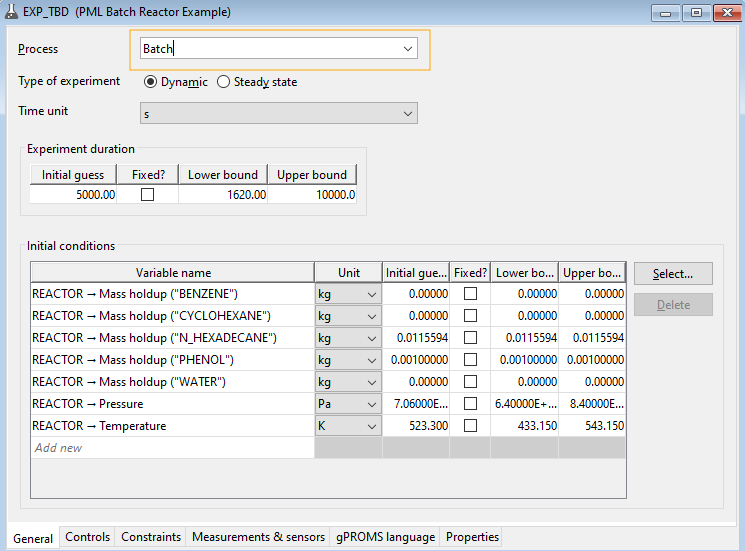 EXP_TBD (PML Batch Reactor Example)
Process Batch
Type of experiment Dynamic Steady state
Time unit s
Experiment duration
Initial guess Fixed? Lower bound Upper bound
5000.00 1620.00 10000.0
Initial conditions
Variable name Unit Initial gue... Fixed? Lower bo... Upper bo... Select...
REACTOR → Mass holdup ("BENZENE") kg 0.00000 0.00000 0.00000
Delete
REACTOR → Mass holdup ("CYCLOHEXANE") kg 0.00000 0.00000 0.00000
REACTOR → Mass holdup ("N_HEXADECANE") kg 0.0115594 0.0115594 0.0115594
REACTOR → Mass holdup ("PHENOL") kg 0.00100000 0.00100000 0.00100000
REACTOR → Mass holdup ("WATER") kg 0.00000 0.00000 0.00000
REACTOR → Pressure Pa 7.06000E... 6.40000E+... 8.40000E...
REACTOR → Temperature K 523.300 433.150 543.150
Add new
General Controls Constraints Measurements & sensors gPROMS language Properties